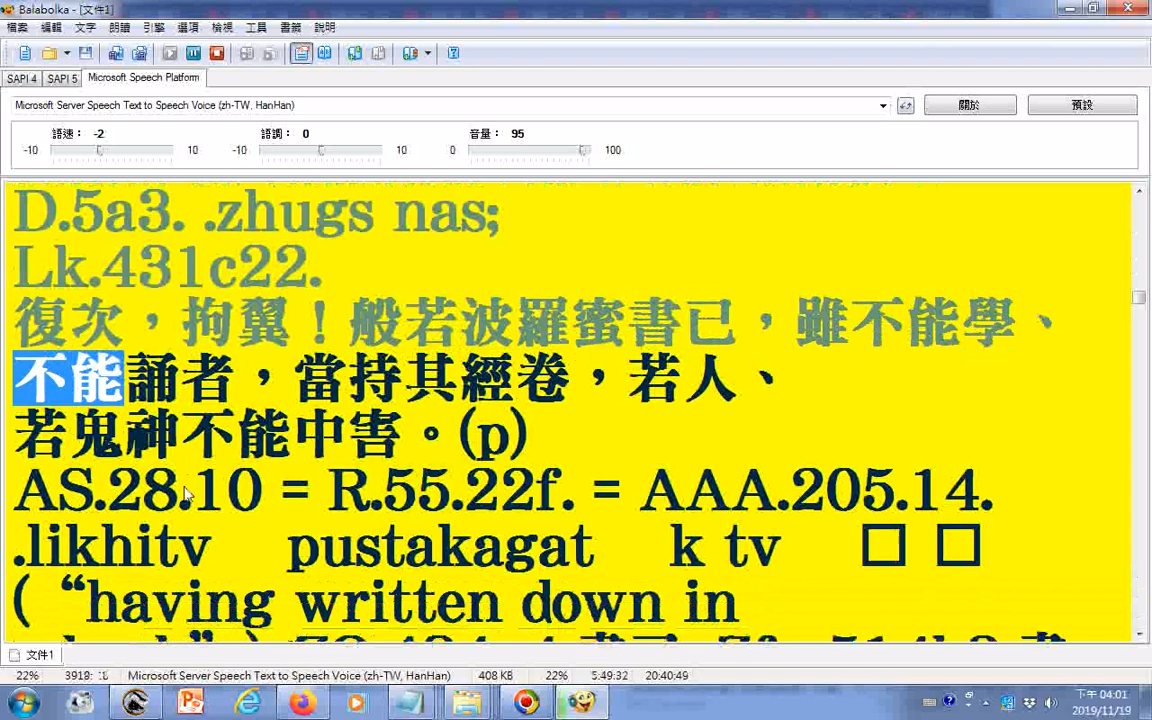 Balabolka - [文件1]
檔案 編輯 文字 朗讀 引擎 選項 檢視 工具 書籤 說明
SAPI 4 SAPI 5 Microsoft Speech Platform
Microsoft Server Speech Text to Speech Voice (zh-TW, HanHan) 關於 預設
語速： -2 語調： 0 音量： 95
-10 10 -10 10 0 100
D.5a3. .zhugs nas;
Lk.431c22.
復次，拘翼！般若波羅蜜書已，雖不能學、
不能誦者，當持其經卷，若人、
若鬼神不能中害。(p)
AS.28.10 = R.55.22f. = AAA.205.14.
.likhitv pustakagat k tv □ □
( “having written down in
文件1
22% Microsoft Server Speech Text to Speech Voice (zh-TW, HanHan) 408 KB 22% 5:49:32 20:40:49
下午 04:01
2019/11/19